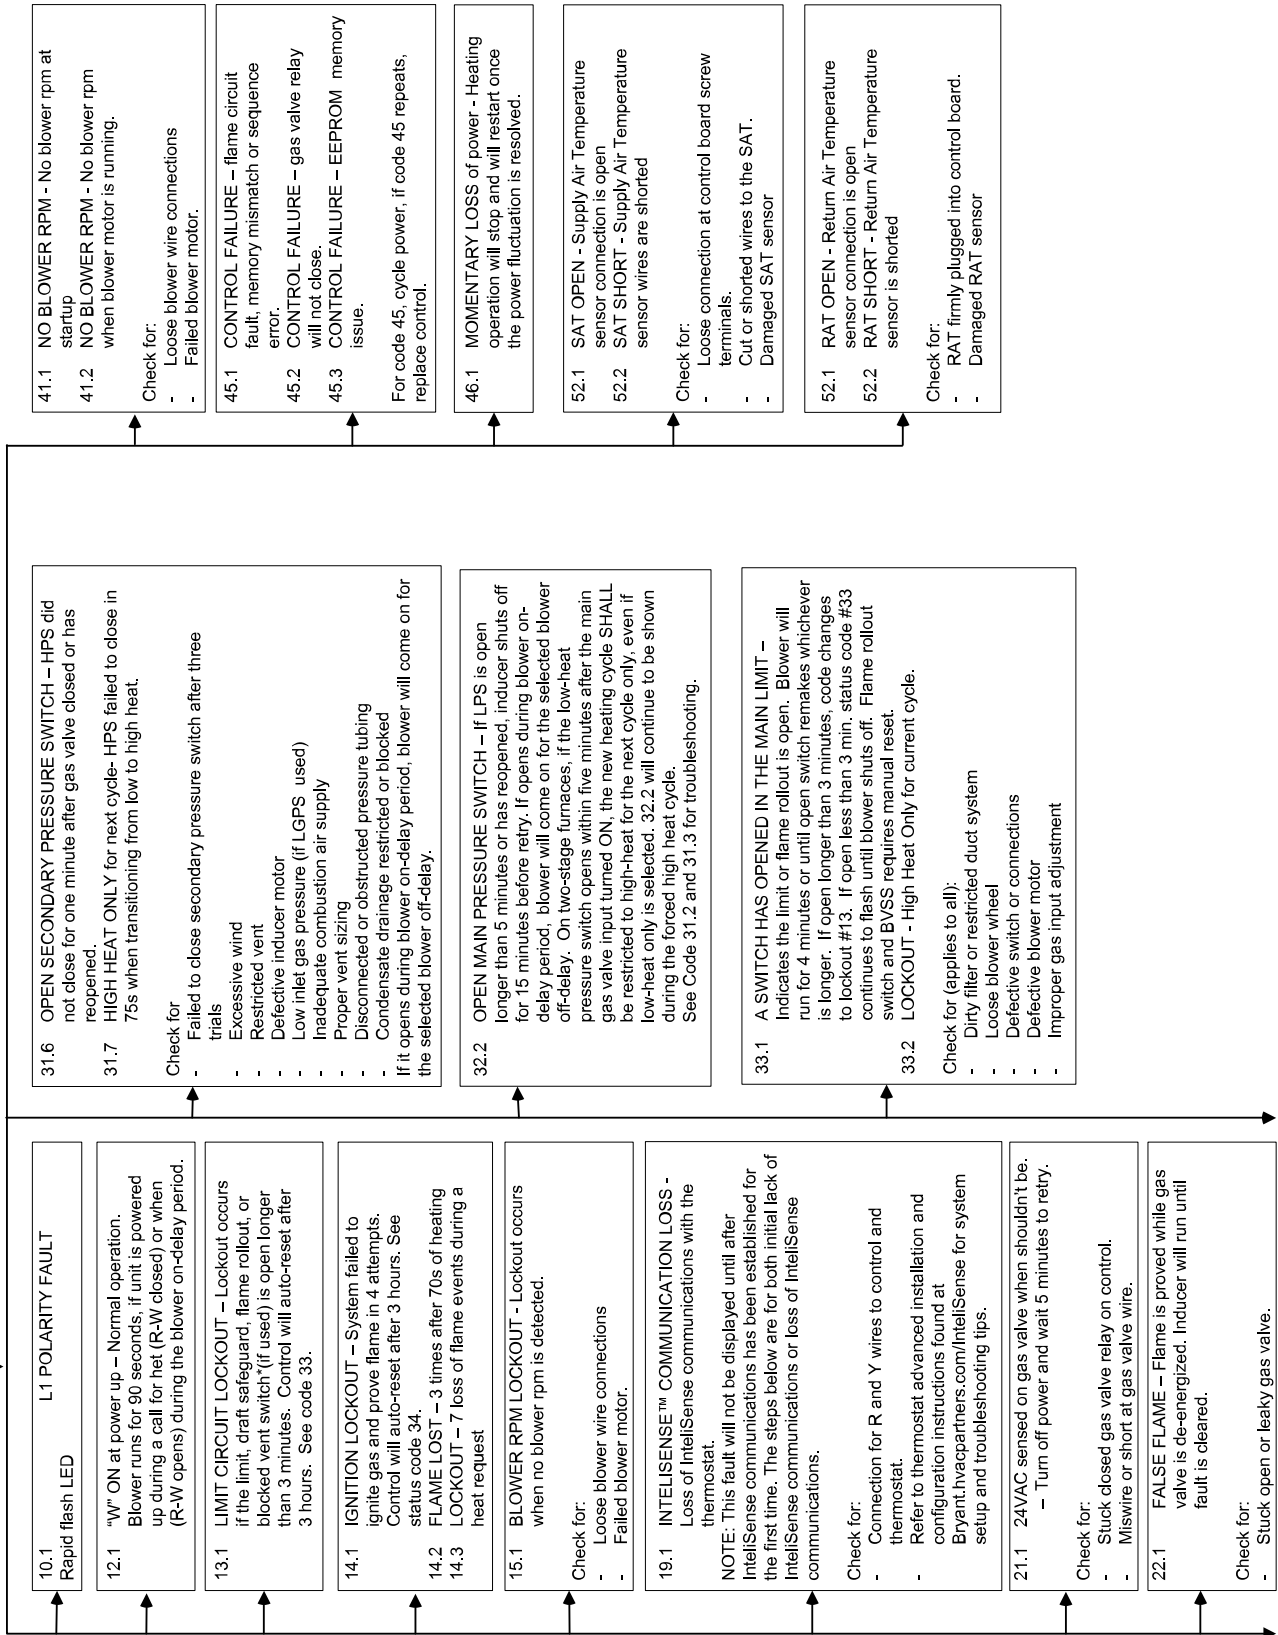 10.1 L1 POLARITY FAULT
Rapid flash LED
12.1 "W" ON at power up – Normal operation.
Blower runs for 90 seconds, if unit is powered
up during a call for het (R-W closed) or when
(R-W opens) during the blower on-delay period.
13.1 LIMIT CIRCUIT LOCKOUT – Lockout occurs
if the limit, draft safeguard, flame rollout, or
blocked vent switch*(if used) is open longer
than 3 minutes. Control will auto-reset after
3 hours. See code 33.
14.1 IGNITION LOCKOUT – System failed to
ignite gas and prove flame in 4 attempts.
Control will auto-reset after 3 hours. See
status code 34.
14.2 FLAME LOST – 3 times after 70s of heating
14.3 LOCKOUT – 7 loss of flame events during a
heat request
15.1 BLOWER RPM LOCKOUT - Lockout occurs
when no blower rpm is detected.
Check for:
- Loose blower wire connections
- Failed blower motor.
19.1 INTELISENSE™ COMMUNICATION LOSS -
Loss of InteliSense communications with the
thermostat.
NOTE: This fault will not be displayed until after
InteliSense communications has been established for
the first time. The steps below are for both initial lack of
InteliSense communications or loss of InteliSense
communications.
Check for:
- Connection for R and Y wires to control and
thermostat.
- Refer to thermostat advanced installation and
configuration instructions found at
Bryant.hvacpartners.com/InteliSense for system
setup and troubleshooting tips.
21.1 24VAC sensed on gas valve when shouldn't be.
– Turn off power and wait 5 minutes to retry.
Check for:
- Stuck closed gas valve relay on control.
- Miswire or short at gas valve wire.
22.1 FALSE FLAME – Flame is proved while gas
valve is de-energized. Inducer will run until
fault is cleared.
Check for:
- Stuck open or leaky gas valve.
31.6 OPEN SECONDARY PRESSURE SWITCH – HPS did
not close for one minute after gas valve closed or has
reopened.
31.7 HIGH HEAT ONLY for next cycle- HPS failed to close in
75s when transitioning from low to high heat.
Check for
- Failed to close secondary pressure switch after three
trials
- Excessive wind
- Restricted vent
- Defective inducer motor
- Low inlet gas pressure (if LGPS used)
- Inadequate combustion air supply
- Proper vent sizing
- Disconnected or obstructed pressure tubing
- Condensate drainage restricted or blocked
If it opens during blower on-delay period, blower will come on for
the selected blower off-delay.
32.2 OPEN MAIN PRESSURE SWITCH – If LPS is open
longer than 5 minutes or has reopened, inducer shuts off
for 15 minutes before retry. If opens during blower on-
delay period, blower will come on for the selected blower
off-delay. On two-stage furnaces, if the low-heat
pressure switch opens within five minutes after the main
gas valve input turned ON, the new heating cycle SHALL
be restricted to high-heat for the next cycle only, even if
low-heat only is selected. 32.2 will continue to be shown
during the forced high heat cycle.
See Code 31.2 and 31.3 for troubleshooting.
33.1 A SWITCH HAS OPENED IN THE MAIN LIMIT –
Indicates the limit or flame rollout is open. Blower will
run for 4 minutes or until open switch remakes whichever
is longer. If open longer than 3 minutes, code changes
to lockout #13. If open less than 3 min. status code #33
continues to flash until blower shuts off. Flame rollout
switch and BVSS requires manual reset.
33.2 LOCKOUT - High Heat Only for current cycle.
Check for (applies to all):
- Dirty filter or restricted duct system
- Loose blower wheel
- Defective switch or connections
- Defective blower motor
- Improper gas input adjustment
41.1 NO BLOWER RPM - No blower rpm at
startup
41.2 NO BLOWER RPM - No blower rpm
when blower motor is running.
Check for:
- Loose blower wire connections
- Failed blower motor.
45.1 CONTROL FAILURE – flame circuit
fault, memory mismatch or sequence
error.
45.2 CONTROL FAILURE – gas valve relay
will not close.
45.3 CONTROL FAILURE – EEPROM memory
issue.
For code 45, cycle power, if code 45 repeats,
replace control.
46.1 MOMENTARY LOSS of power - Heating
operation will stop and will restart once
the power fluctuation is resolved.
52.1 SAT OPEN - Supply Air Temperature
sensor connection is open
52.2 SAT SHORT - Supply Air Temperature
sensor wires are shorted
Check for:
- Loose connection at control board screw
terminals.
- Cut or shorted wires to the SAT.
- Damaged SAT sensor
52.1 RAT OPEN - Return Air Temperature
sensor connection is open
52.2 RAT SHORT - Return Air Temperature
sensor is shorted
Check for:
- RAT firmly plugged into control board.
- Damaged RAT sensor